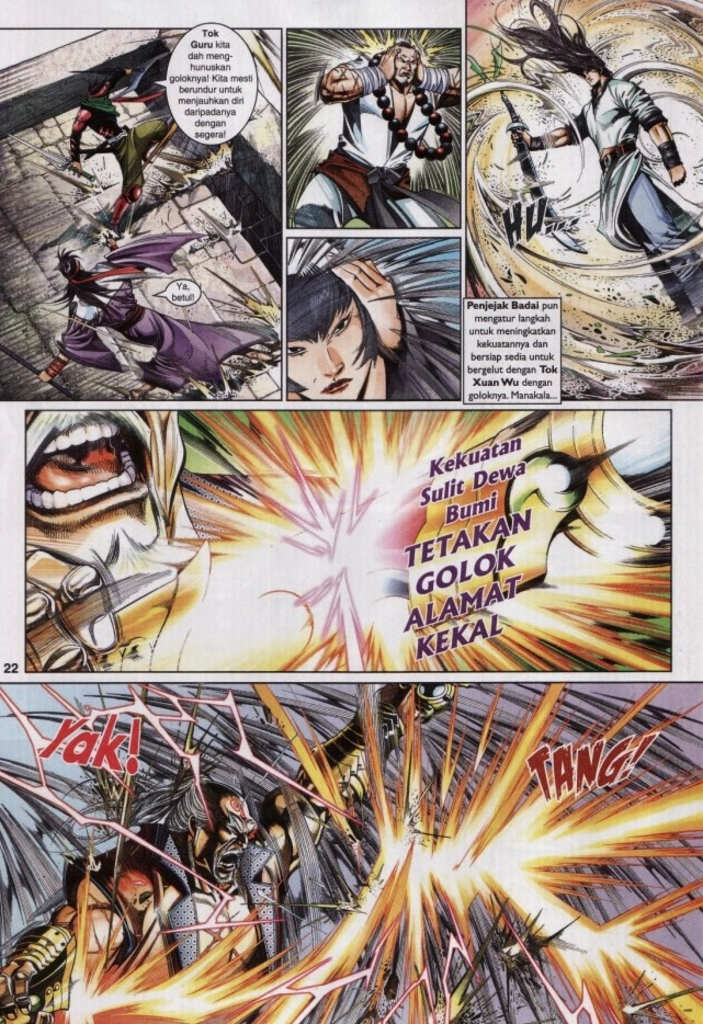 Tok
Guru kita
dah meng-
hunuskan
goloknya! Kita mesti
berundur untuk
menjauhkan diri
daripadanya
dengan
segera!
Ya,
betul!
HU...
Penjejak Badai pun
mengatur langkah
untuk meningkatkan
kekuatannya dan
bersiap sedia untuk
bergelut dengan Tok
Xuan Wu dengan
goloknya. Manakala...
Kekuatan
Sulit Dewa
Bumi
TETAKAN
GOLOK
ALAMAT
KEKAL
22
Yak!
TANG!